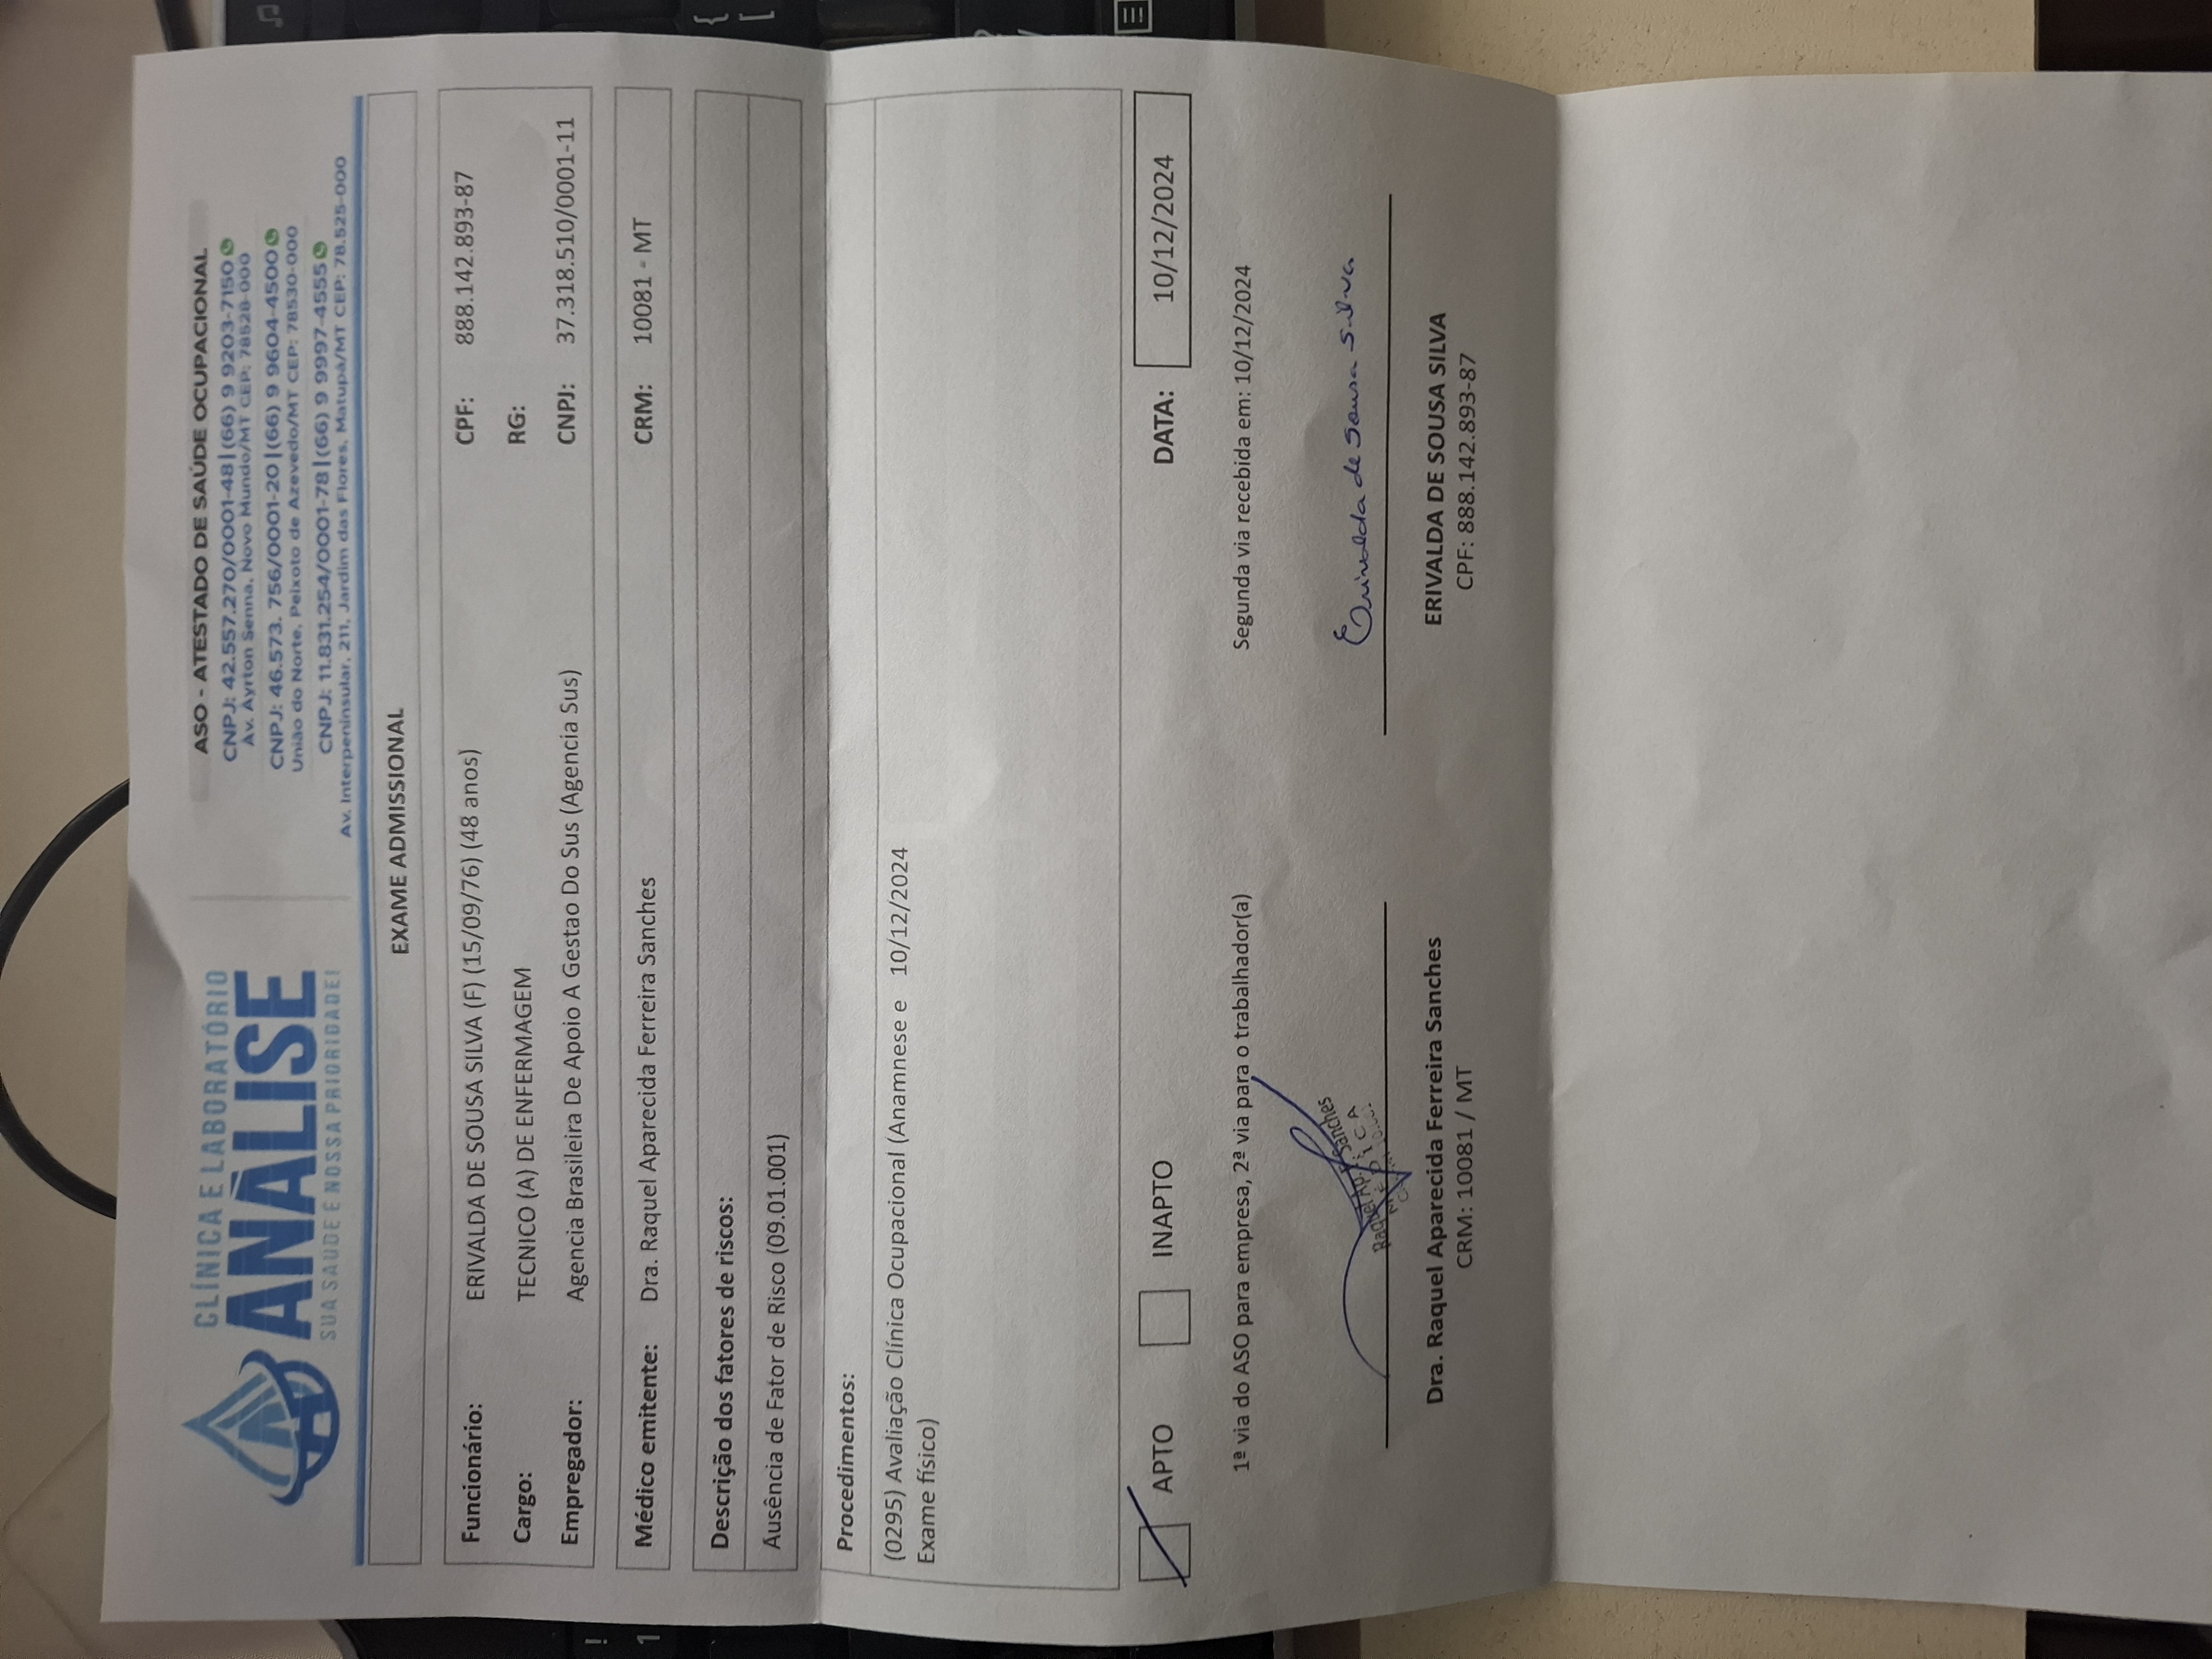 CLÍNICA E LABORATÓRIO
ANÁLISE
SUA SAÚDE É NOSSA PRIORIDADE!
ASO - ATESTADO DE SAÚDE OCUPACIONAL
CNPJ: 42.557.270/0001-48|(66) 9 9203-7150
Av. Ayrton Senna, Novo Mundo/MT CEP: 78528-000
CNPJ: 46.573. 756/0001-20|(66) 9 9604-4500
União do Norte, Peixoto de Azevedo/MT CEP: 78530-000
CNPJ: 11.831.254/0001-78|(66) 9 9997-4555
Av. Interpeninsular, 211, Jardim das Flores, Matupá/MT CEP: 78.525-000
EXAME ADMISSIONAL
Funcionário: ERIVALDA DE SOUSA SILVA (F) (15/09/76) (48 anos) CPF: 888.142.893-87
Cargo: TECNICO (A) DE ENFERMAGEM RG:
Empregador: Agencia Brasileira De Apoio A Gestao Do Sus (Agencia Sus) CNPJ: 37.318.510/0001-11
Médico emitente: Dra. Raquel Aparecida Ferreira Sanches CRM: 10081 - MT
Descrição dos fatores de riscos:
Ausência de Fator de Risco (09.01.001)
Procedimentos:
(0295) Avaliação Clínica Ocupacional (Anamnese e 10/12/2024
Exame físico)
APTO INAPTO DATA: 10/12/2024
1ª via do ASO para empresa, 2ª via para o trabalhador(a) Segunda via recebida em: 10/12/2024
Raquel Ap. F. Sanches
MÉDICA
Erivalda de Sousa Silva
Dra. Raquel Aparecida Ferreira Sanches ERIVALDA DE SOUSA SILVA
CRM: 10081 / MT CPF: 888.142.893-87